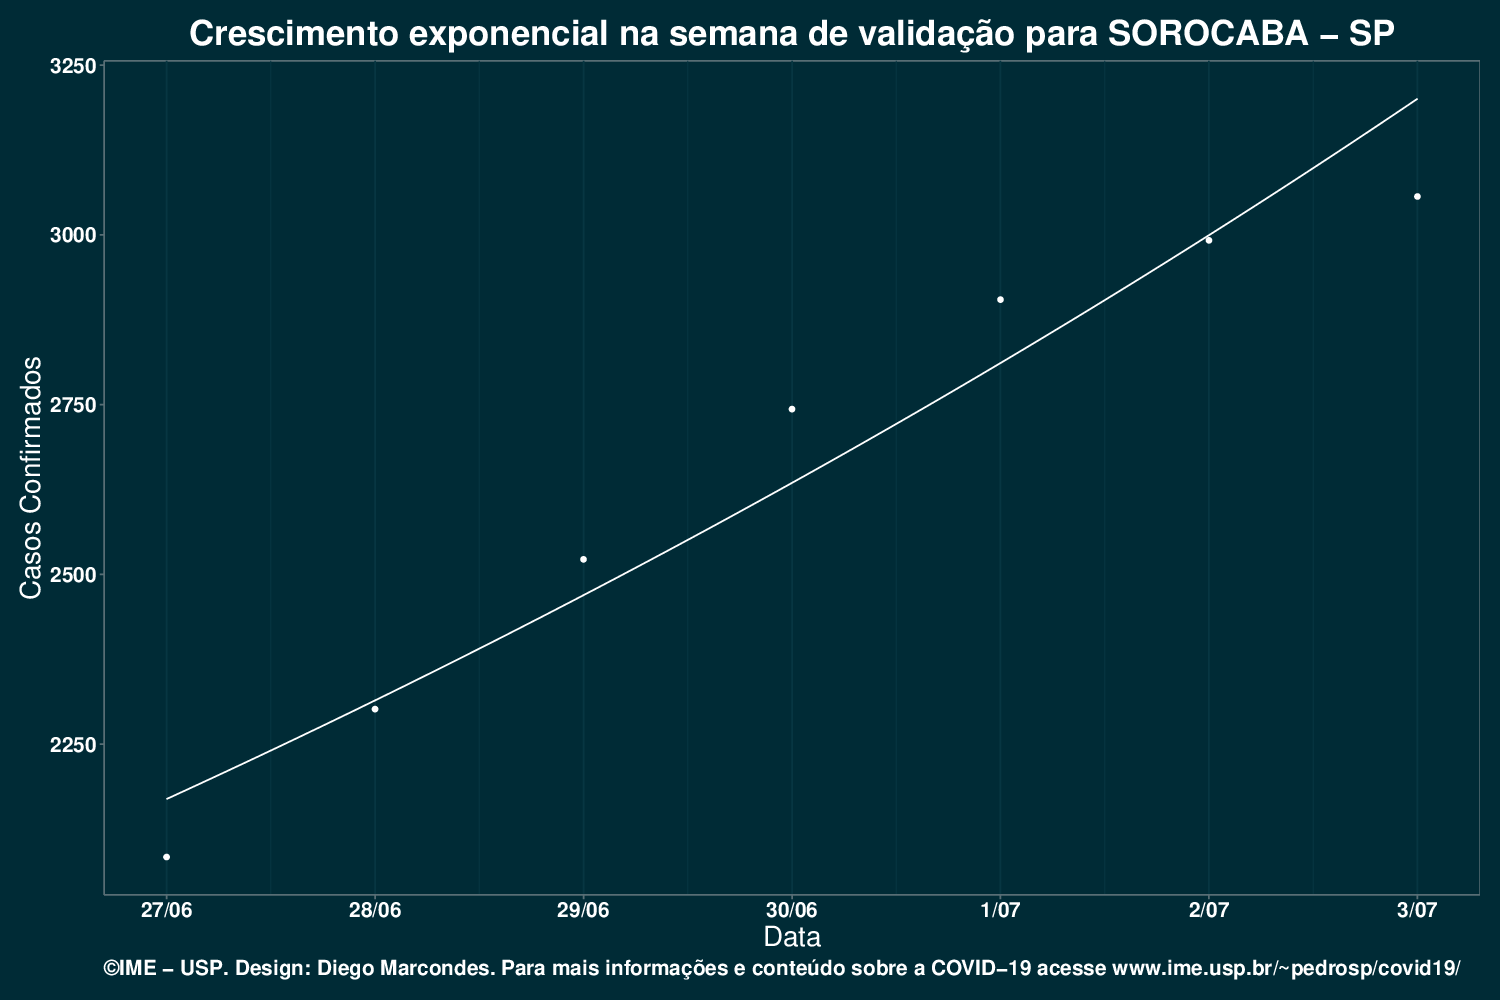 Crescimento exponencial na semana de validação para SOROCABA – SP
3250
3000
2750
2500
2250
Casos Confirmados
27/06 28/06 29/06 30/06 1/07 2/07 3/07
Data
©IME – USP. Design: Diego Marcondes. Para mais informações e conteúdo sobre a COVID–19 acesse www.ime.usp.br/~pedrosp/covid19/